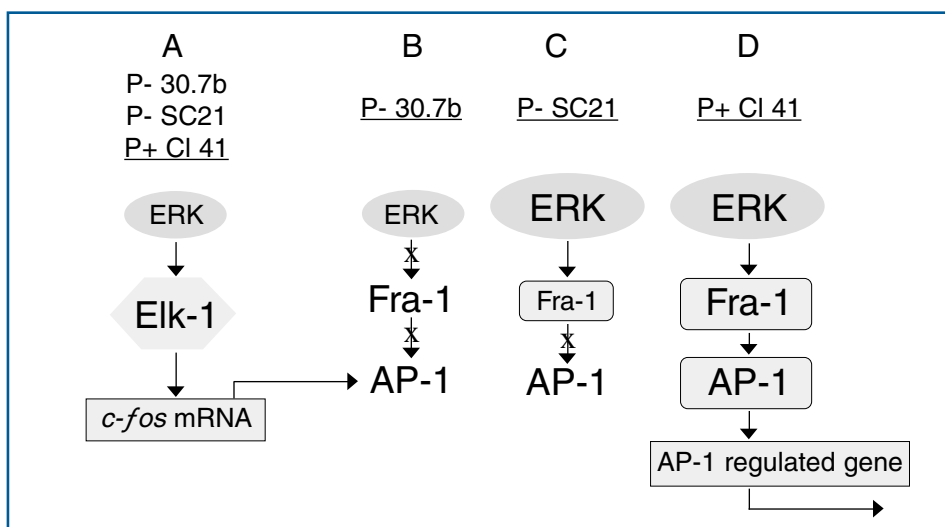 A
P- 30.7b
P- SC21
P+ Cl 41
ERK
Elk-1
c-fos mRNA
B
P- 30.7b
ERK
x
Fra-1
x
AP-1
C
P- SC21
ERK
Fra-1
x
AP-1
D
P+ Cl 41
ERK
Fra-1
AP-1
AP-1 regulated gene